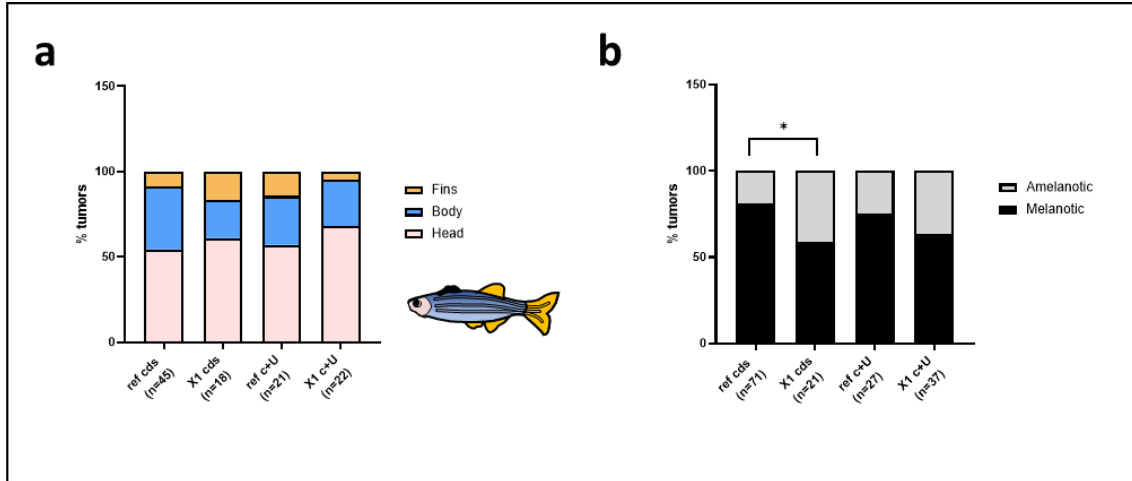 a
150
100
50
0
% tumors
ref cds
(n=45)
X1 cds
(n=18)
ref c+U
(n=21)
X1 c+U
(n=22)
Fins
Body
Head
b
150
100
50
0
% tumors
*
ref cds
(n=71)
X1 cds
(n=21)
ref c+U
(n=27)
X1 c+U
(n=37)
Amelanotic
Melanotic